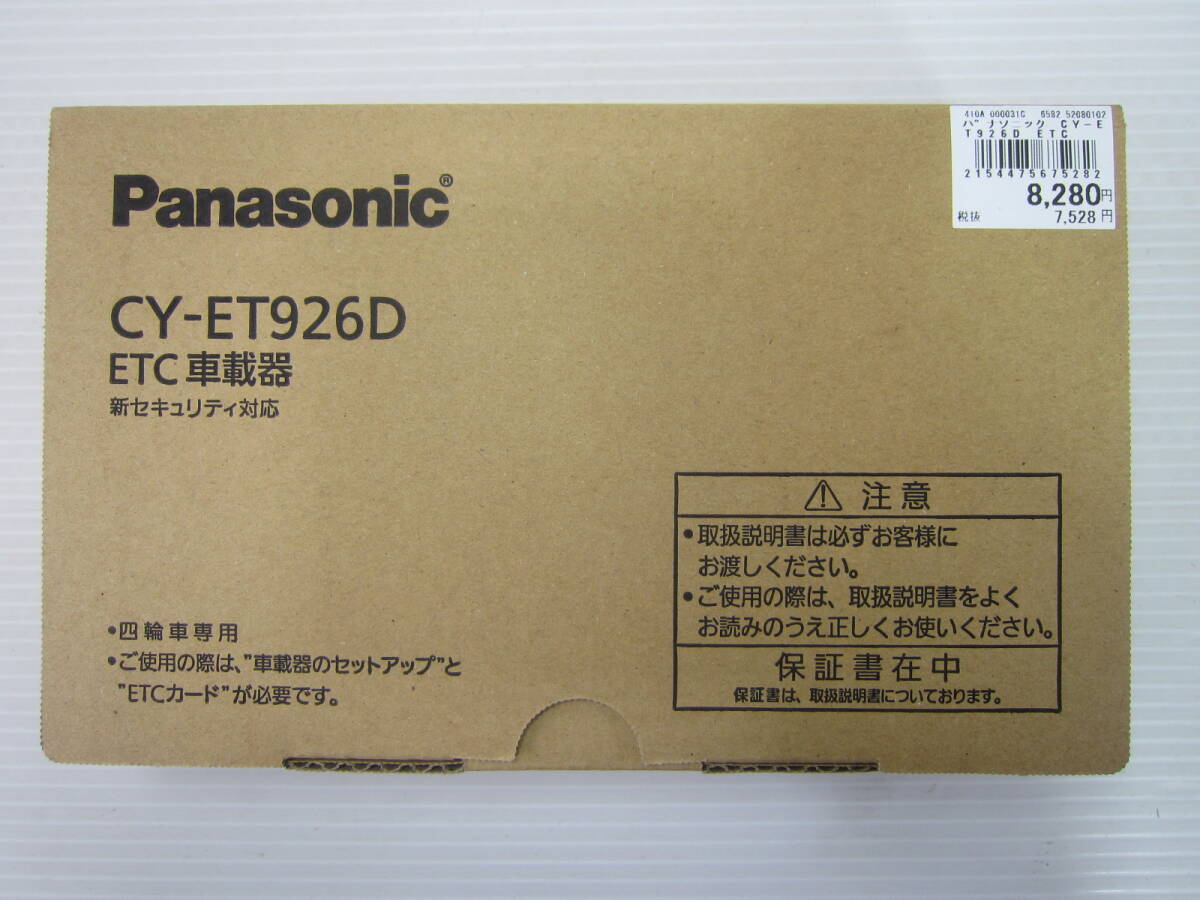 410A 000031C 6582 52080102
パナソニック CY-E
T926D ETC
2154475675282
8,280円
税抜 7,528円
Panasonic®
CY-ET926D
ETC車載器
新セキュリティ対応
⚠ 注意
•取扱説明書は必ずお客様に
お渡しください。
•ご使用の際は、取扱説明書をよく
お読みのうえ正しくお使いください。
保証書在中
保証書は、取扱説明書についております。
•四輪車専用
•ご使用の際は、"車載器のセットアップ"と
"ETCカード"が必要です。